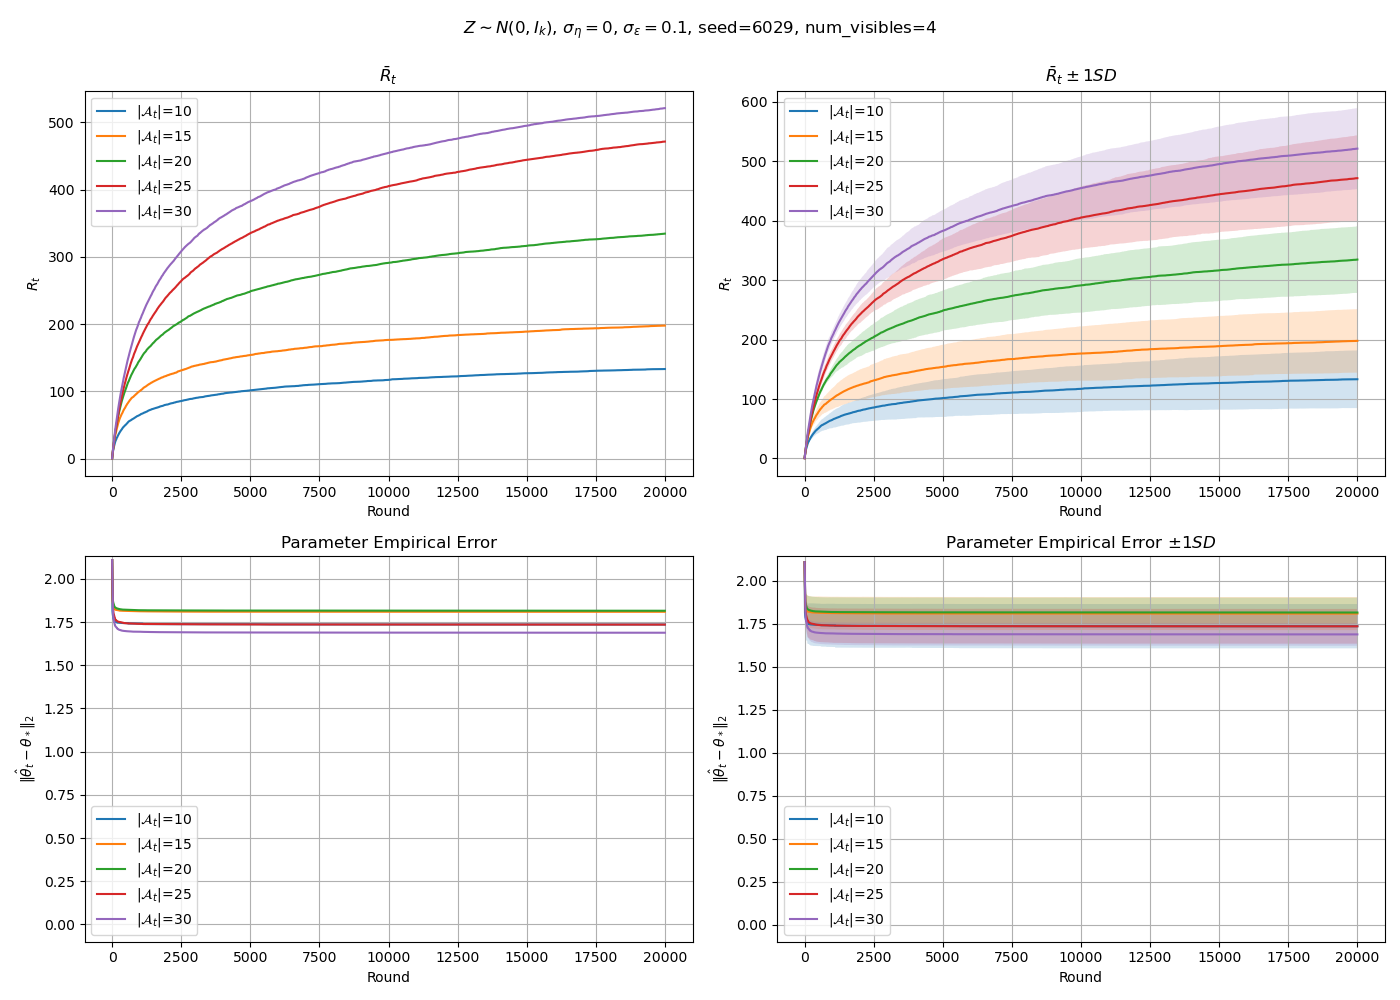 Z ∼ N(0, I_k), σ_η = 0, σ_ε = 0.1, seed=6029, num_visibles=4
R̄_t
R_t
500
400
300
200
100
0
|𝒜_t|=10
|𝒜_t|=15
|𝒜_t|=20
|𝒜_t|=25
|𝒜_t|=30
0 2500 5000 7500 10000 12500 15000 17500 20000
Round
R̄_t ± 1SD
R_t
600
500
400
300
200
100
0
|𝒜_t|=10
|𝒜_t|=15
|𝒜_t|=20
|𝒜_t|=25
|𝒜_t|=30
0 2500 5000 7500 10000 12500 15000 17500 20000
Round
Parameter Empirical Error
‖θ̂_t − θ_*‖_2
2.00
1.75
1.50
1.25
1.00
0.75
0.50
0.25
0.00
|𝒜_t|=10
|𝒜_t|=15
|𝒜_t|=20
|𝒜_t|=25
|𝒜_t|=30
0 2500 5000 7500 10000 12500 15000 17500 20000
Round
Parameter Empirical Error ±1SD
‖θ̂_t − θ_*‖_2
2.00
1.75
1.50
1.25
1.00
0.75
0.50
0.25
0.00
|𝒜_t|=10
|𝒜_t|=15
|𝒜_t|=20
|𝒜_t|=25
|𝒜_t|=30
0 2500 5000 7500 10000 12500 15000 17500 20000
Round